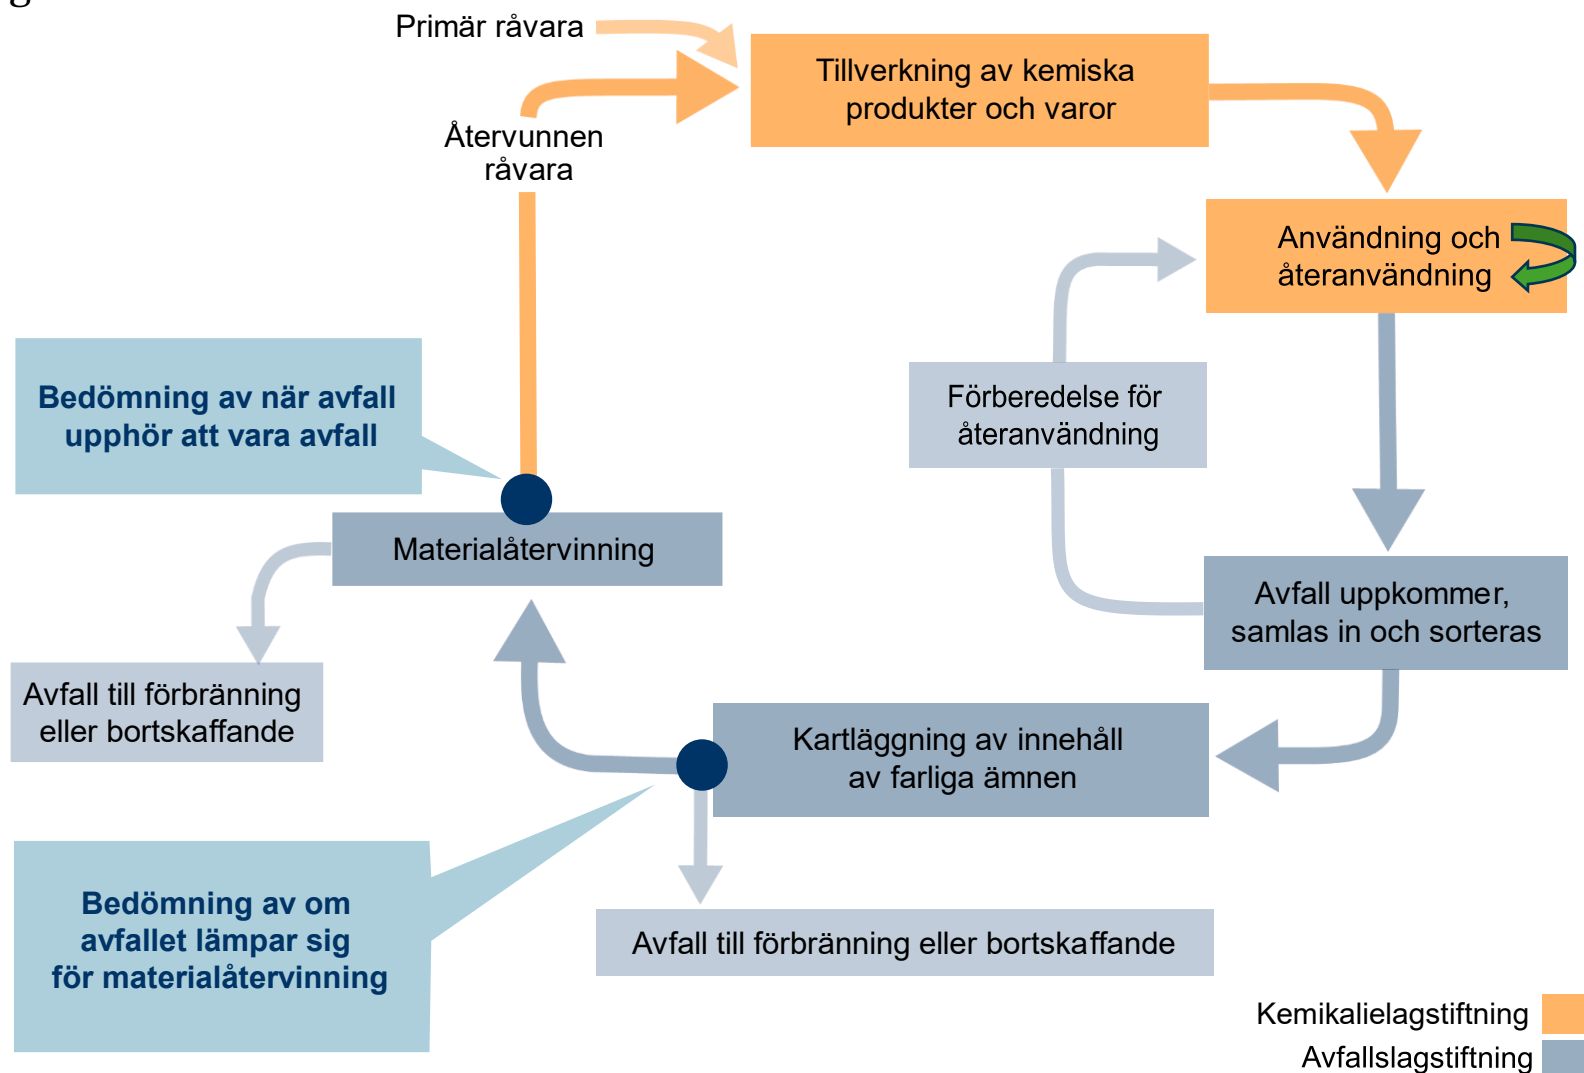 Primär råvara
Tillverkning av kemiska
produkter och varor
Återvunnen
råvara
Användning och
återanvändning
Bedömning av när avfall
upphör att vara avfall
Förberedelse för
återanvändning
Materialåtervinning
Avfall uppkommer,
samlas in och sorteras
Avfall till förbränning
eller bortskaffande
Kartläggning av innehåll
av farliga ämnen
Bedömning av om
avfallet lämpar sig
för materialåtervinning
Avfall till förbränning eller bortskaffande
Kemikalielagstiftning
Avfallslagstiftning